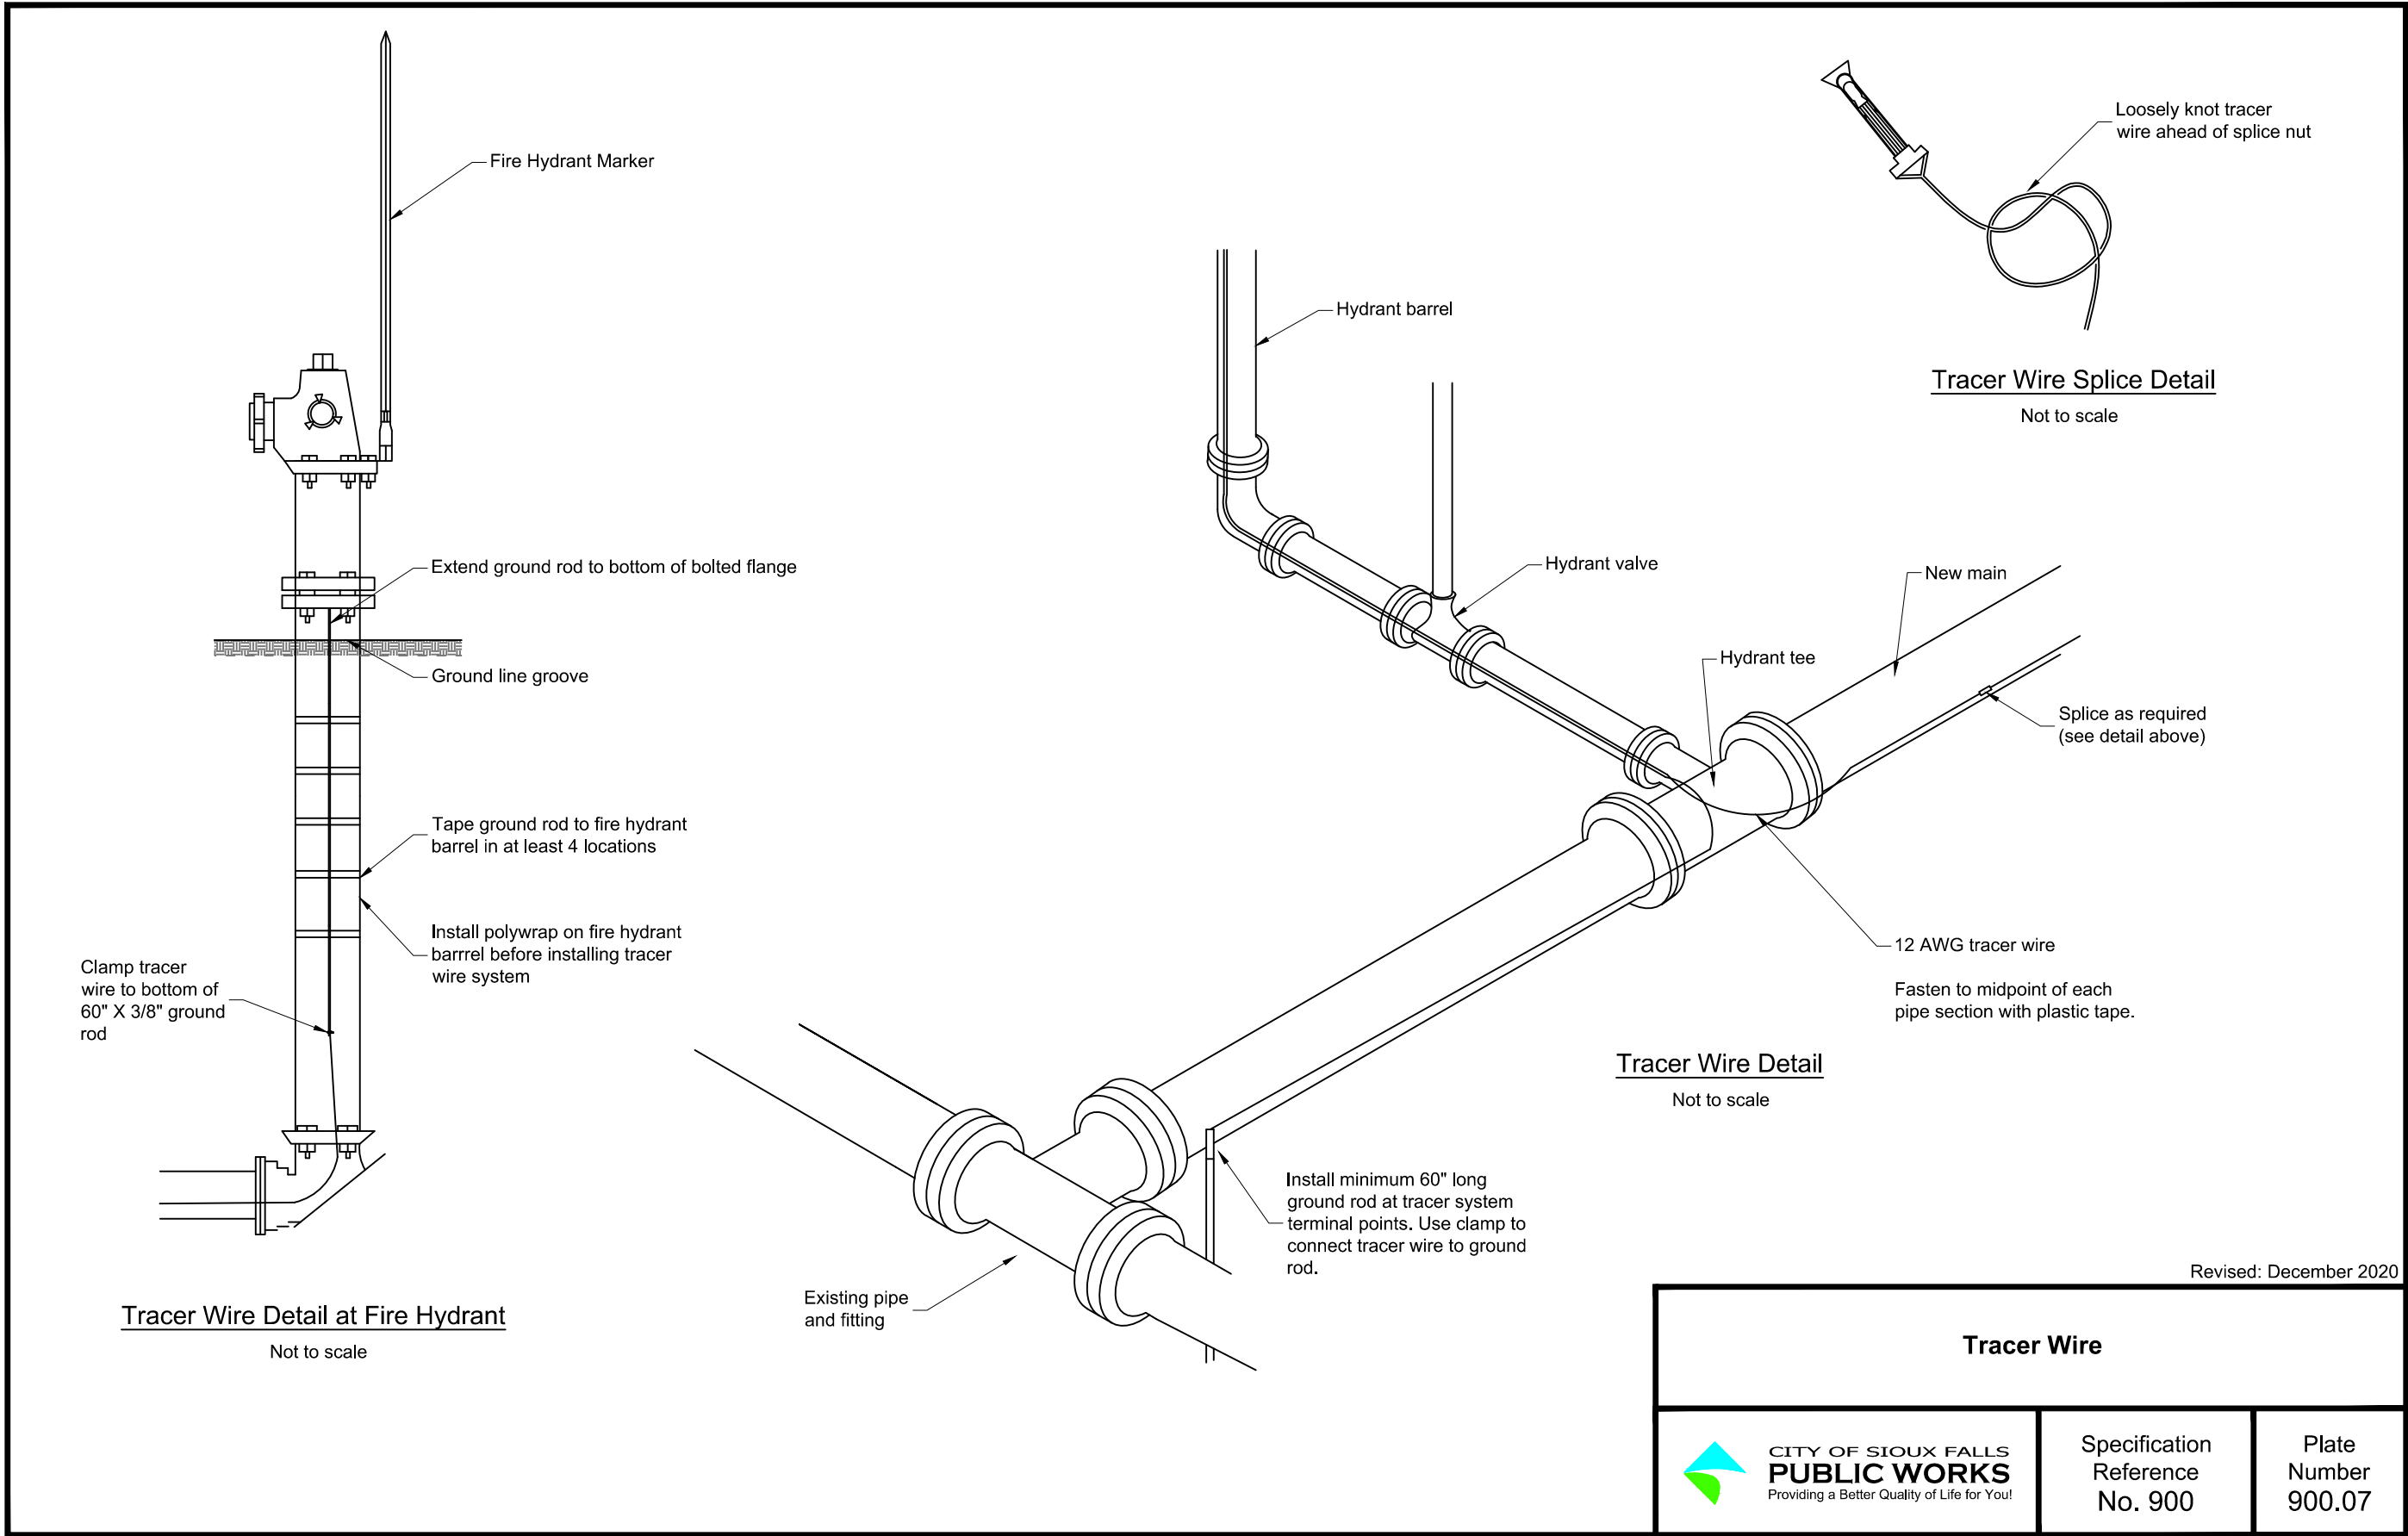 Fire Hydrant Marker
Extend ground rod to bottom of bolted flange
Ground line groove
Tape ground rod to fire hydrant
barrel in at least 4 locations
Install polywrap on fire hydrant
barrrel before installing tracer
wire system
Clamp tracer
wire to bottom of
60" X 3/8" ground
rod
Tracer Wire Detail at Fire Hydrant
Not to scale
Loosely knot tracer
wire ahead of splice nut
Tracer Wire Splice Detail
Not to scale
Hydrant barrel
Hydrant valve
New main
Hydrant tee
Splice as required
(see detail above)
12 AWG tracer wire
Fasten to midpoint of each
pipe section with plastic tape.
Tracer Wire Detail
Not to scale
Install minimum 60" long
ground rod at tracer system
terminal points. Use clamp to
connect tracer wire to ground
rod.
Existing pipe
and fitting
Revised: December 2020
Tracer Wire
CITY OF SIOUX FALLS
PUBLIC WORKS
Providing a Better Quality of Life for You!
Specification
Reference
No. 900
Plate
Number
900.07